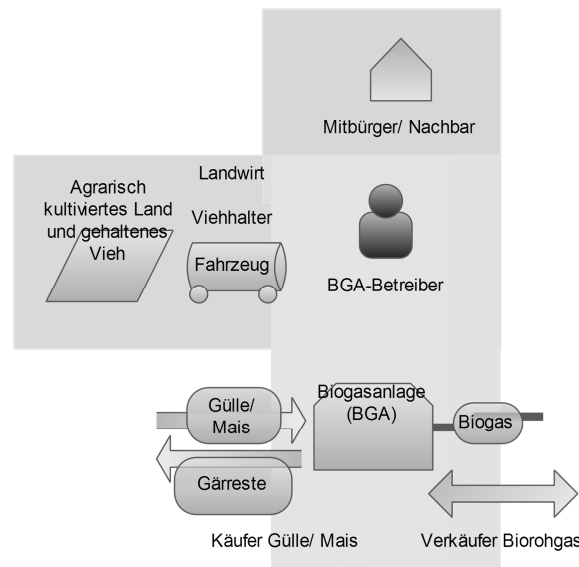 Mitbürger/ Nachbar
Landwirt
Agrarisch
kultiviertes Land
und gehaltenes
Vieh
Viehhalter
Fahrzeug
BGA-Betreiber
Gülle/
Mais
Biogasanlage
(BGA)
Biogas
Gärreste
Käufer Gülle/ Mais
Verkäufer Biorohgas